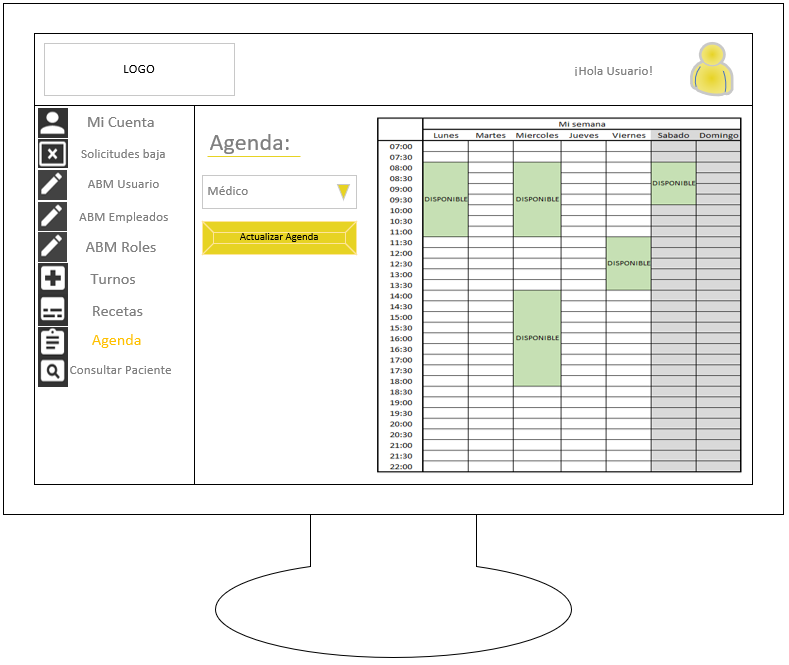 LOGO
¡Hola Usuario!
Mi Cuenta
Solicitudes baja
ABM Usuario
ABM Empleados
ABM Roles
Turnos
Recetas
Agenda
Consultar Paciente
Agenda:
Médico
Actualizar Agenda
Mi semana
Lunes Martes Miercoles Jueves Viernes Sabado Domingo
07:00
07:30
08:00
08:30 DISPONIBLE
09:00
09:30 DISPONIBLE DISPONIBLE
10:00
10:30
11:00
11:30
12:00
12:30 DISPONIBLE
13:00
13:30
14:00
14:30
15:00
15:30
16:00 DISPONIBLE
16:30
17:00
17:30
18:00
18:30
19:00
19:30
20:00
20:30
21:00
21:30
22:00